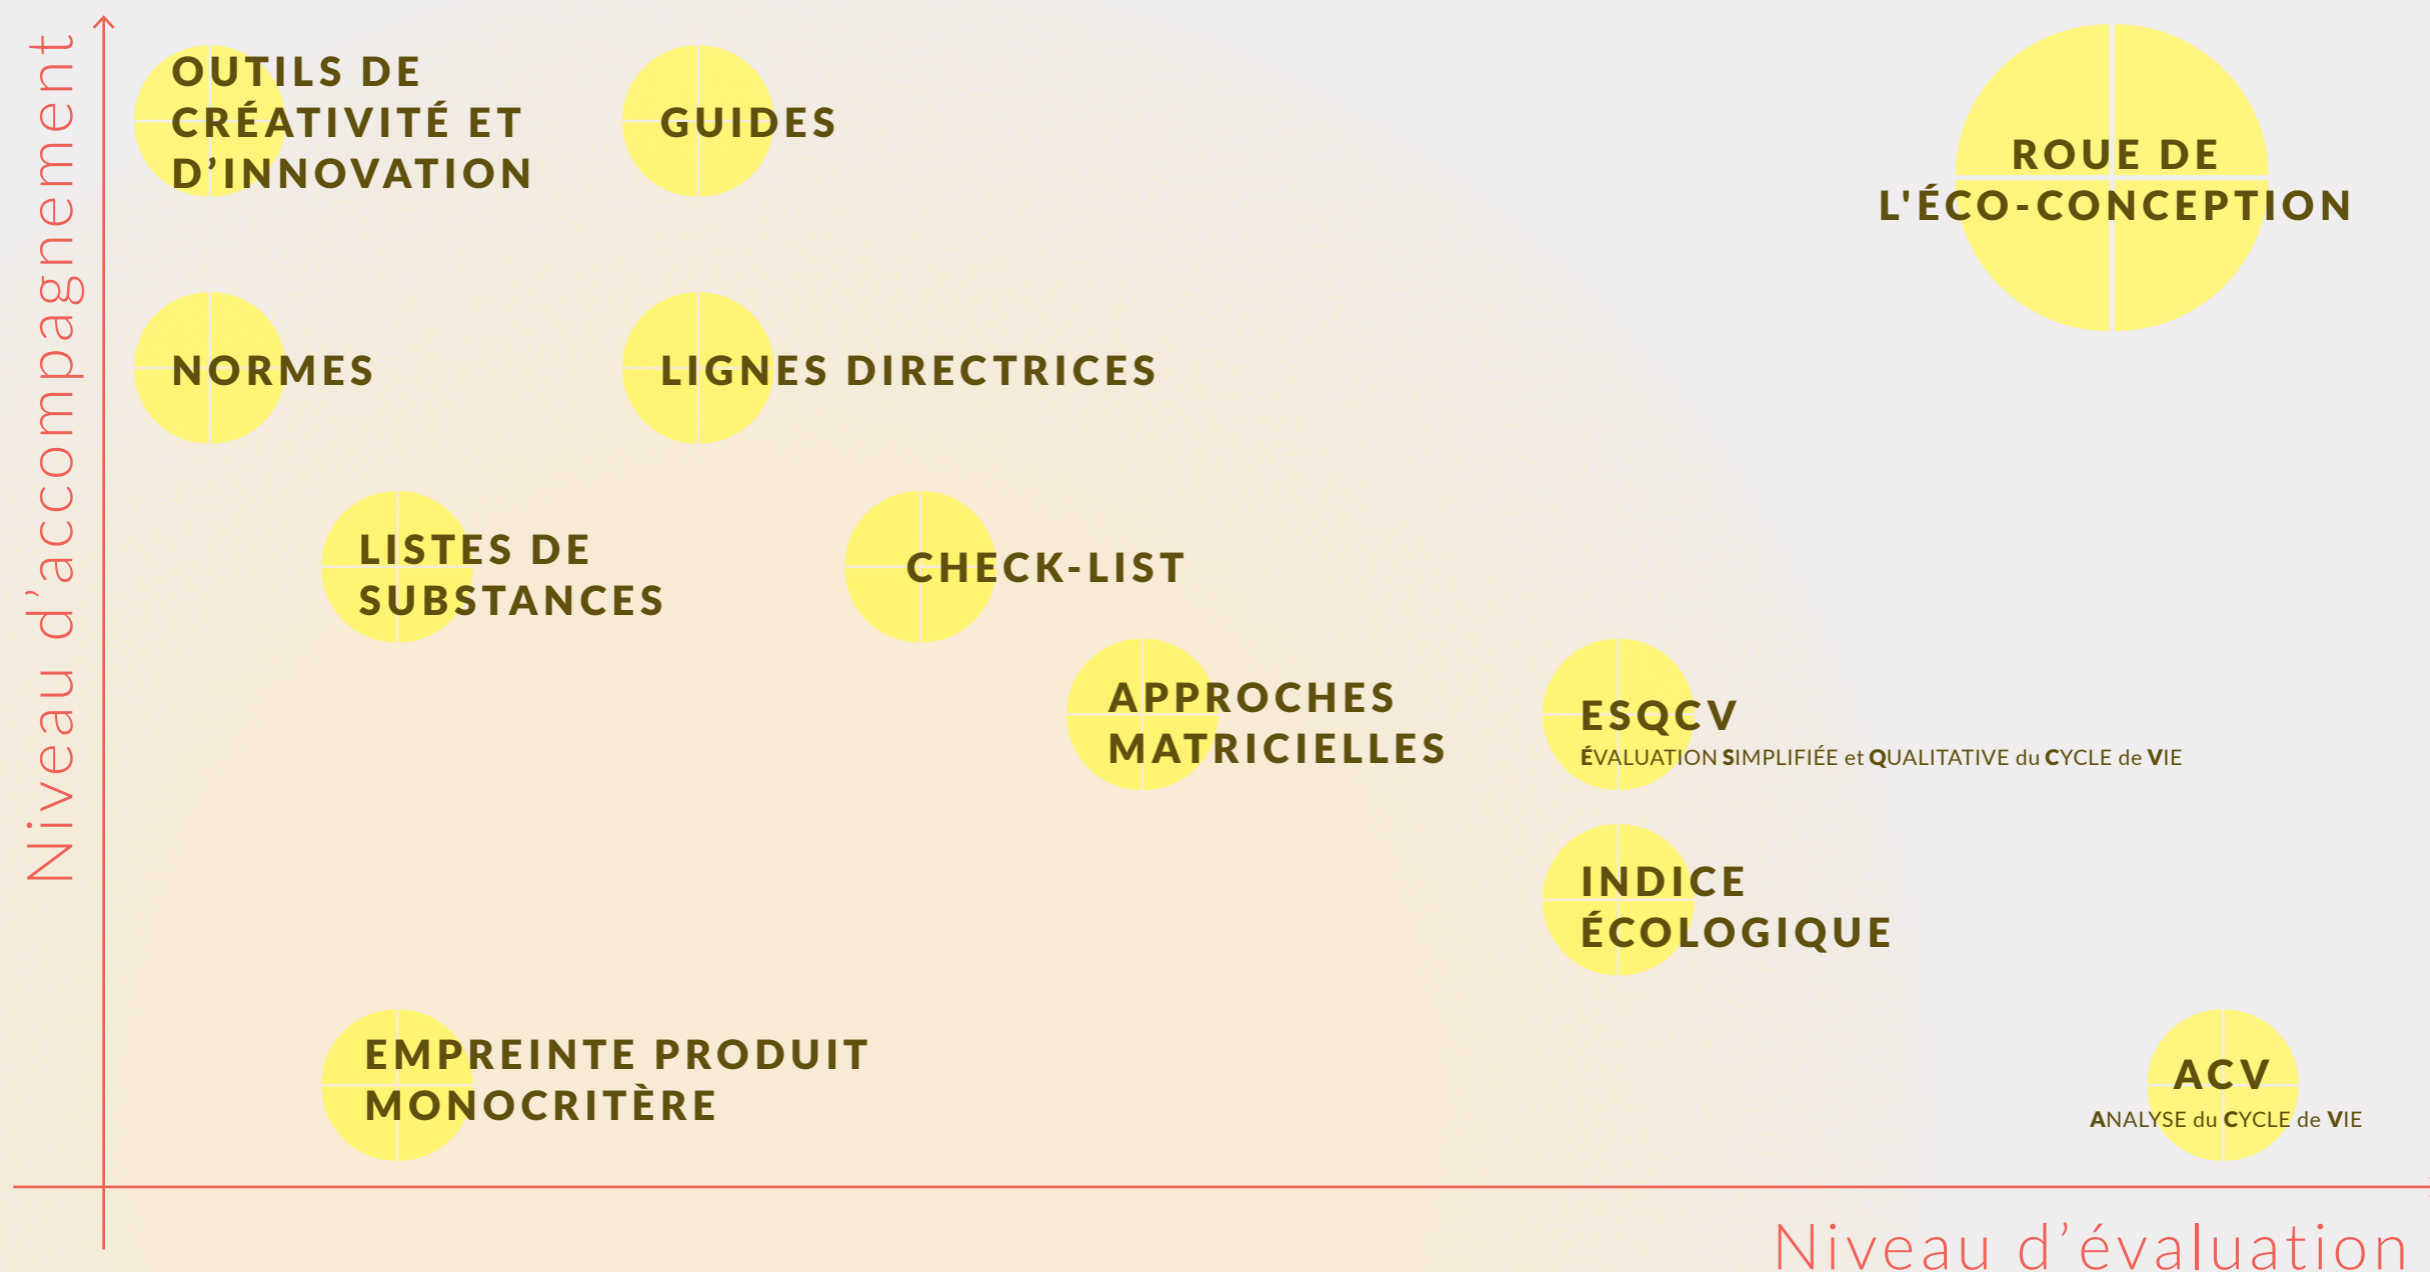 Niveau d’accompagnement
OUTILS DE
CRÉATIVITÉ ET
D’INNOVATION
GUIDES
ROUE DE
L'ÉCO-CONCEPTION
NORMES
LIGNES DIRECTRICES
LISTES DE
SUBSTANCES
CHECK-LIST
APPROCHES
MATRICIELLES
ESQCV
ÉVALUATION SIMPLIFIÉE et QUALITATIVE du CYCLE de VIE
INDICE
ÉCOLOGIQUE
EMPREINTE PRODUIT
MONOCRITÈRE
ACV
ANALYSE du CYCLE de VIE
Niveau d’évaluation